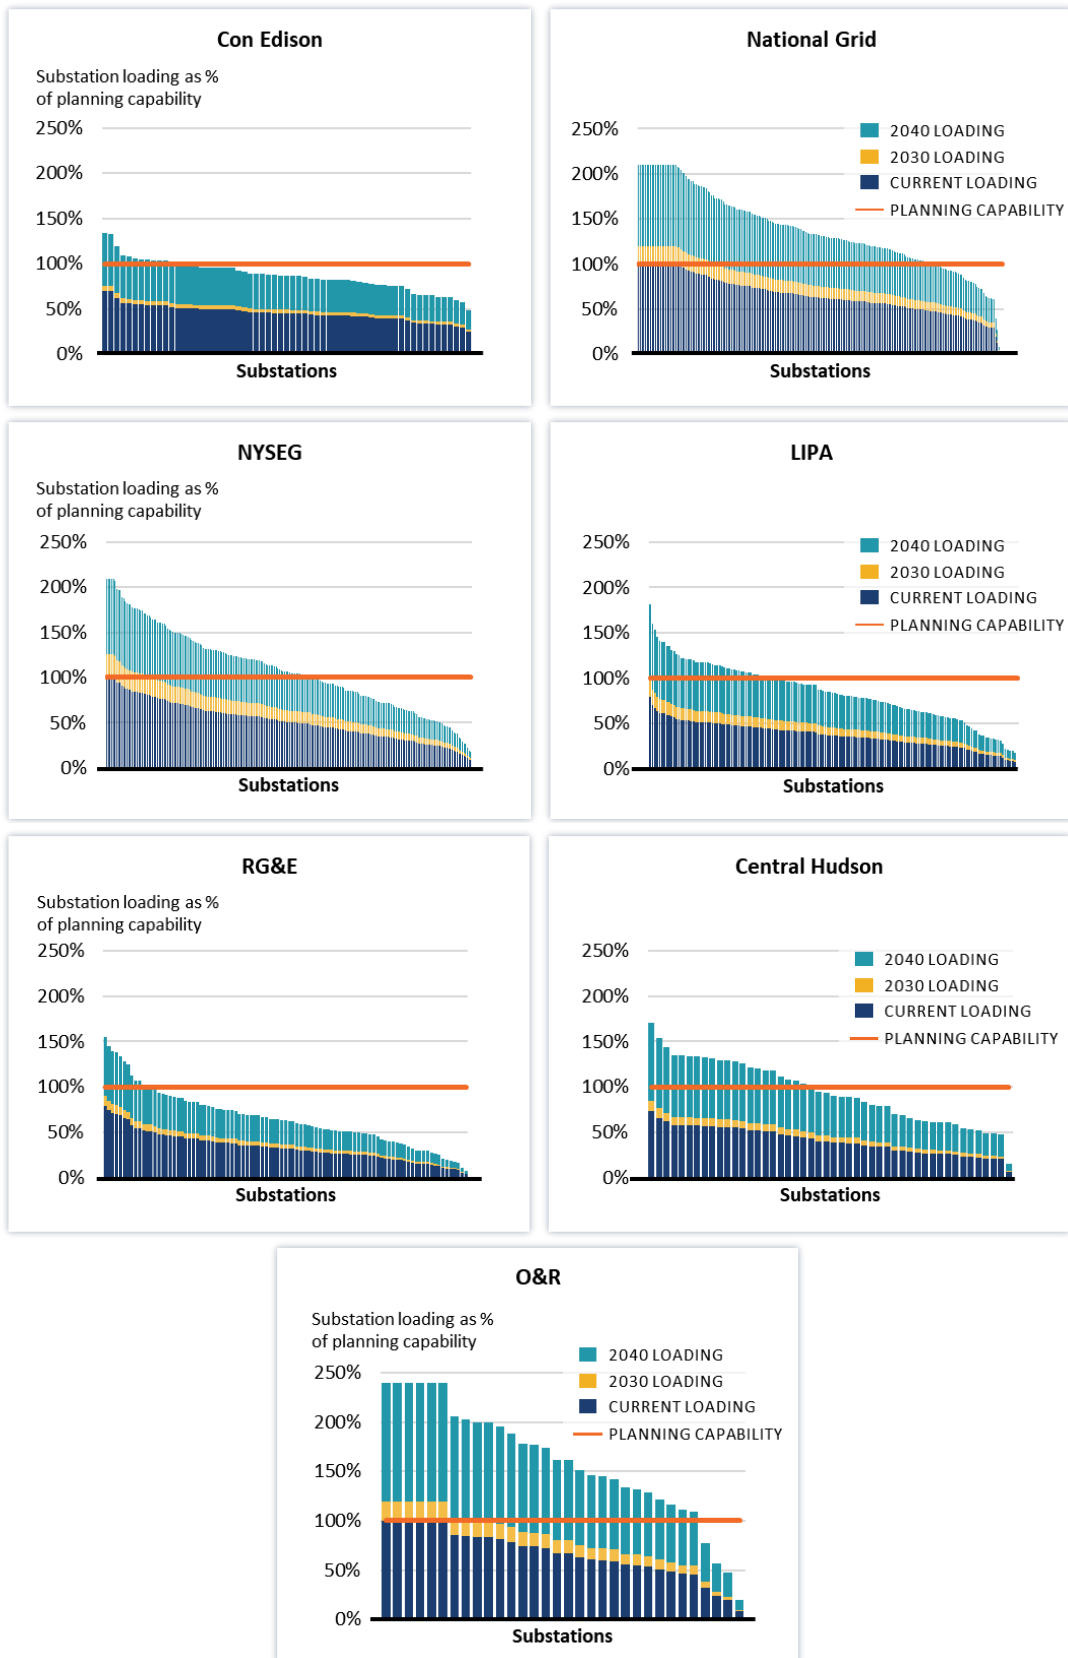 Con Edison
Substation loading as %
of planning capability
250%
200%
150%
100%
50%
0%
Substations
National Grid
250%
200%
150%
100%
50%
0%
2040 LOADING
2030 LOADING
CURRENT LOADING
PLANNING CAPABILITY
Substations
NYSEG
Substation loading as %
of planning capability
250%
200%
150%
100%
50%
0%
Substations
LIPA
250%
200%
150%
100%
50%
0%
2040 LOADING
2030 LOADING
CURRENT LOADING
PLANNING CAPABILITY
Substations
RG&E
Substation loading as %
of planning capability
250%
200%
150%
100%
50%
0%
Substations
Central Hudson
250%
200%
150%
100%
50%
0%
2040 LOADING
2030 LOADING
CURRENT LOADING
PLANNING CAPABILITY
Substations
O&R
Substation loading as %
of planning capability
250%
200%
150%
100%
50%
0%
2040 LOADING
2030 LOADING
CURRENT LOADING
PLANNING CAPABILITY
Substations